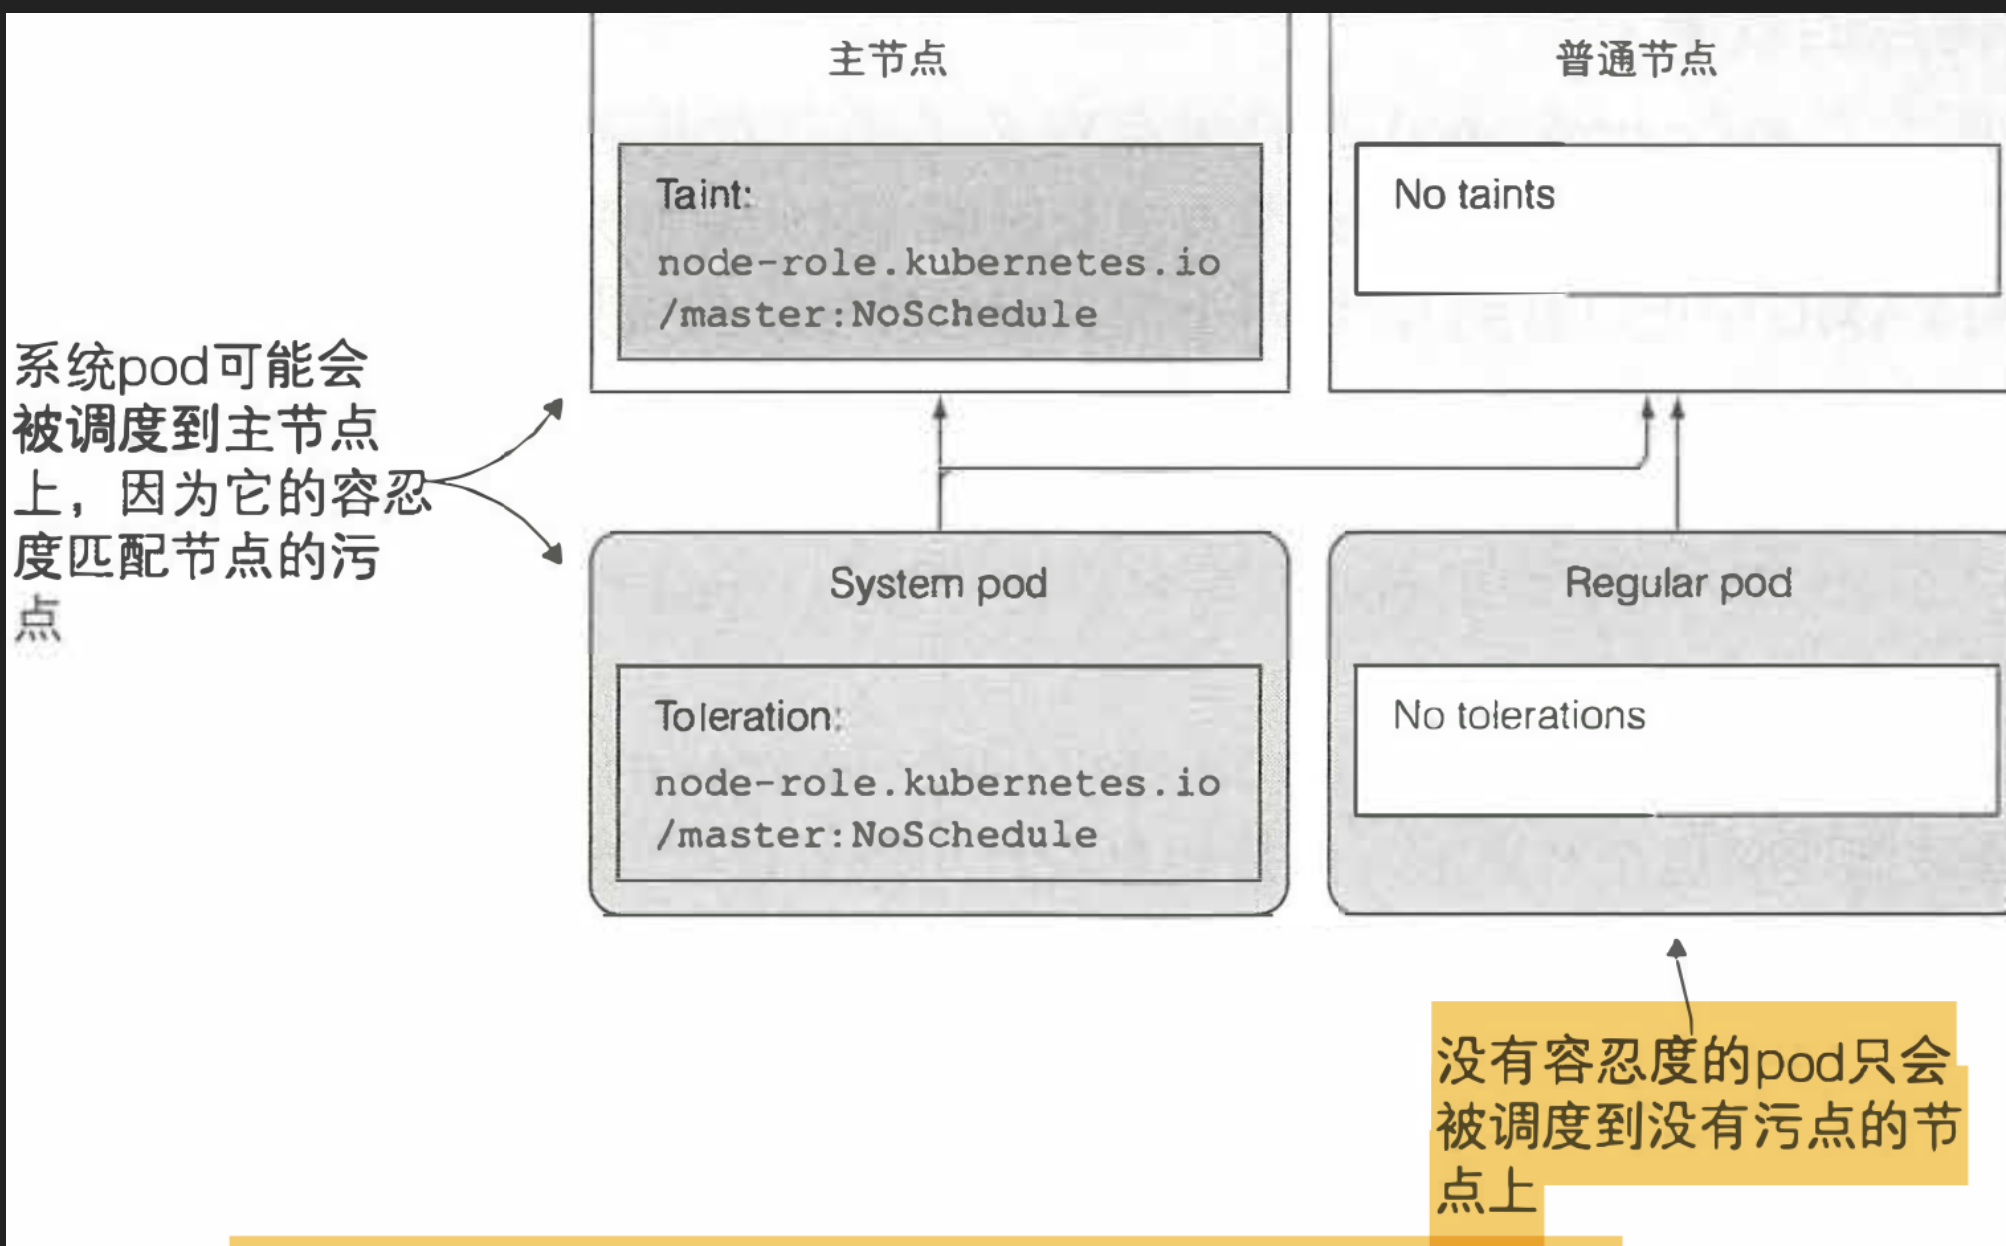 主节点
普通节点
Taint:
node-role.kubernetes.io
/master:NoSchedule
No taints
系统pod可能会
被调度到主节点
上，因为它的容忍
度匹配节点的污
点
System pod
Regular pod
Toleration:
node-role.kubernetes.io
/master:NoSchedule
No tolerations
没有容忍度的pod只会
被调度到没有污点的节
点上